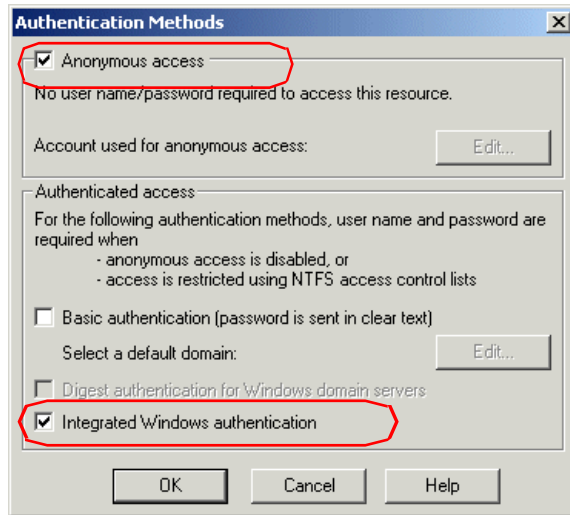 Authentication Methods
Anonymous access
No user name/password required to access this resource.
Account used for anonymous access:
Edit...
Authenticated access
For the following authentication methods, user name and password are
required when
- anonymous access is disabled, or
- access is restricted using NTFS access control lists
Basic authentication (password is sent in clear text)
Select a default domain:
Edit...
Digest authentication for Windows domain servers
Integrated Windows authentication
OK
Cancel
Help